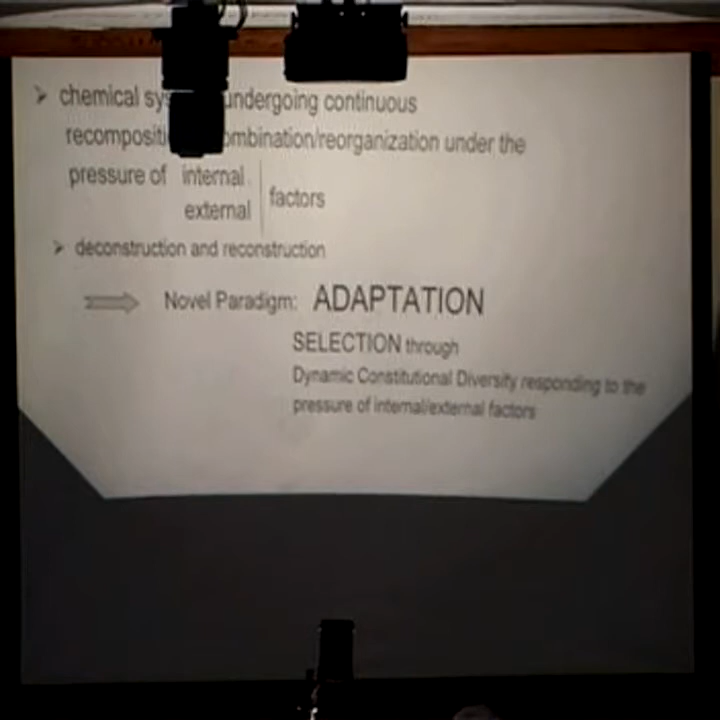 ➢ chemical sy undergoing continuous
recompositi ombination/reorganization under the
pressure of internal
factors
external
➢ deconstruction and reconstruction
Novel Paradigm: ADAPTATION
SELECTION through
Dynamic Constitutional Diversity responding to the
pressure of internal/external factors